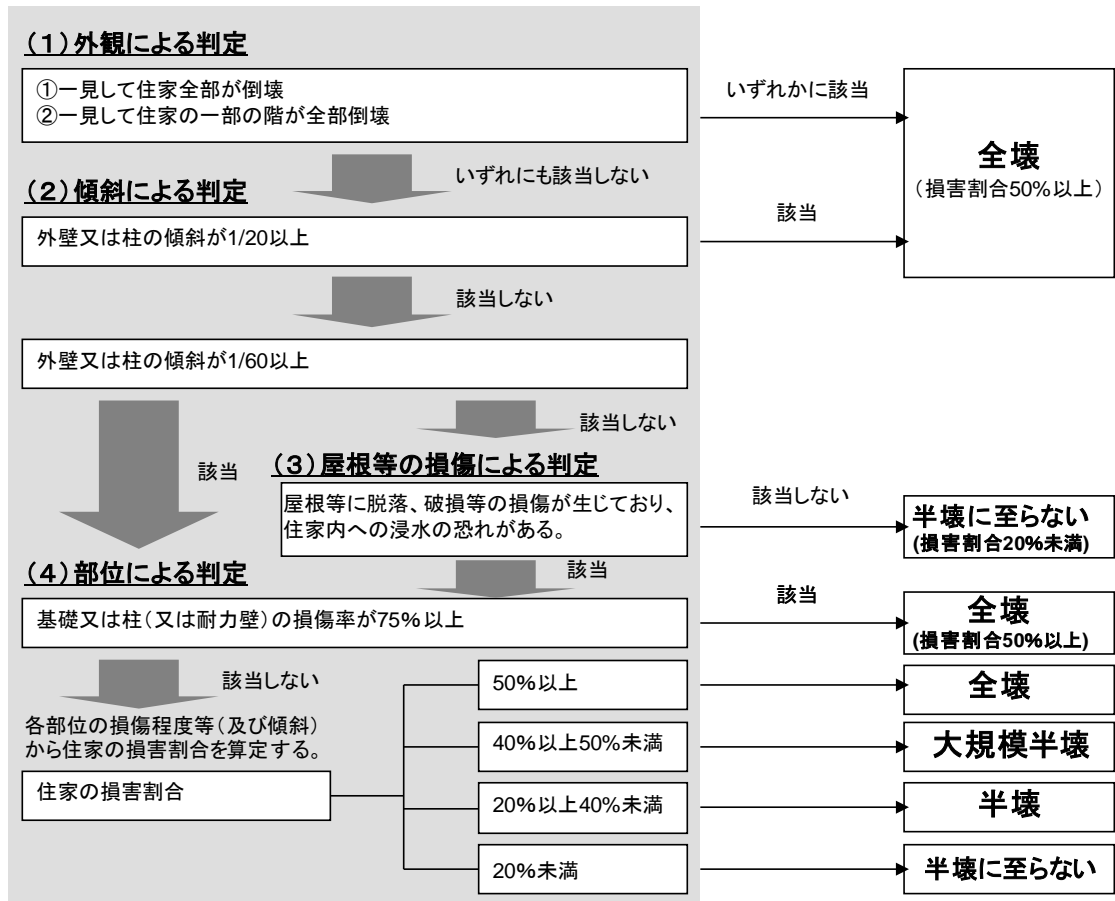 (1)外観による判定
①一見して住家全部が倒壊
②一見して住家の一部の階が全部倒壊
いずれかに該当
全壊
(損害割合50%以上)
いずれにも該当しない
(2)傾斜による判定
外壁又は柱の傾斜が1/20以上
該当
該当しない
外壁又は柱の傾斜が1/60以上
該当しない
該当
(3)屋根等の損傷による判定
屋根等に脱落、破損等の損傷が生じており、
住家内への浸水の恐れがある。
該当しない
半壊に至らない
(損害割合20%未満)
該当
(4)部位による判定
基礎又は柱(又は耐力壁)の損傷率が75%以上
該当
全壊
(損害割合50%以上)
該当しない
各部位の損傷程度等(及び傾斜)
から住家の損害割合を算定する。
住家の損害割合
50%以上
全壊
40%以上50%未満
大規模半壊
20%以上40%未満
半壊
20%未満
半壊に至らない